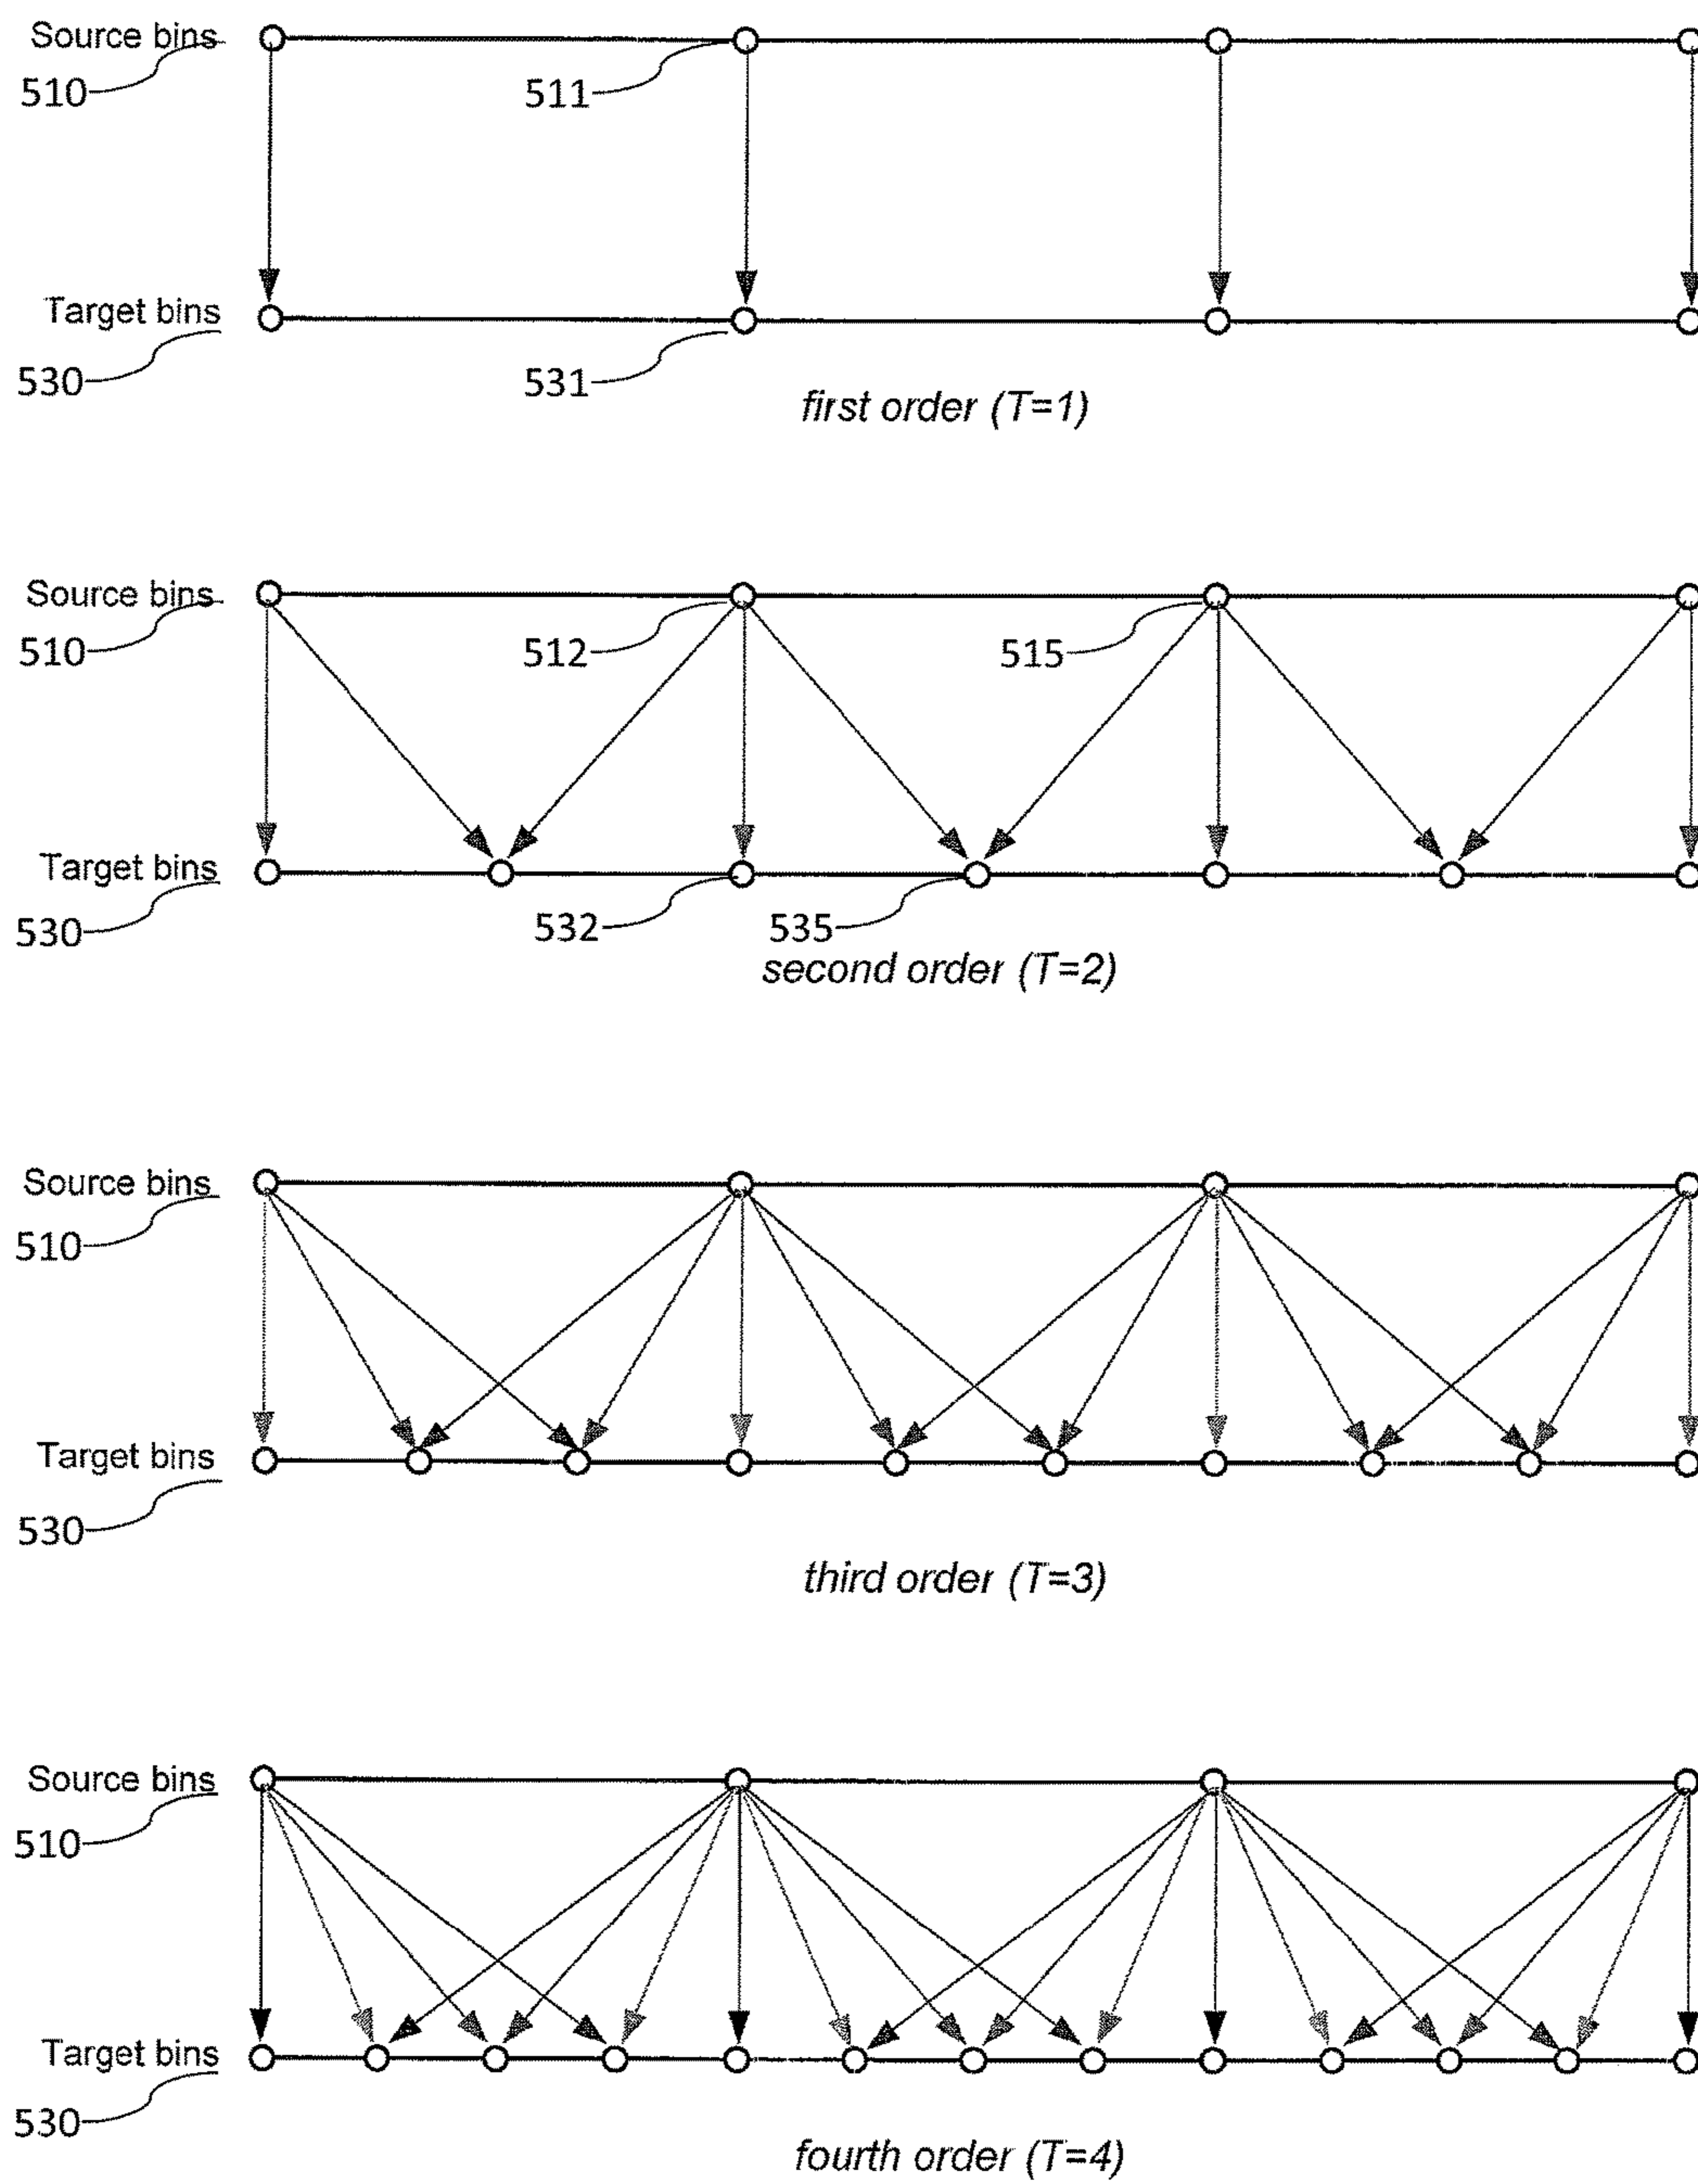 Source bins
510
511
Target bins
530
531
first order (T=1)
Source bins
510
512
515
Target bins
530
532
535
second order (T=2)
Source bins
510
Target bins
530
third order (T=3)
Source bins
510
Target bins
530
fourth order (T=4)